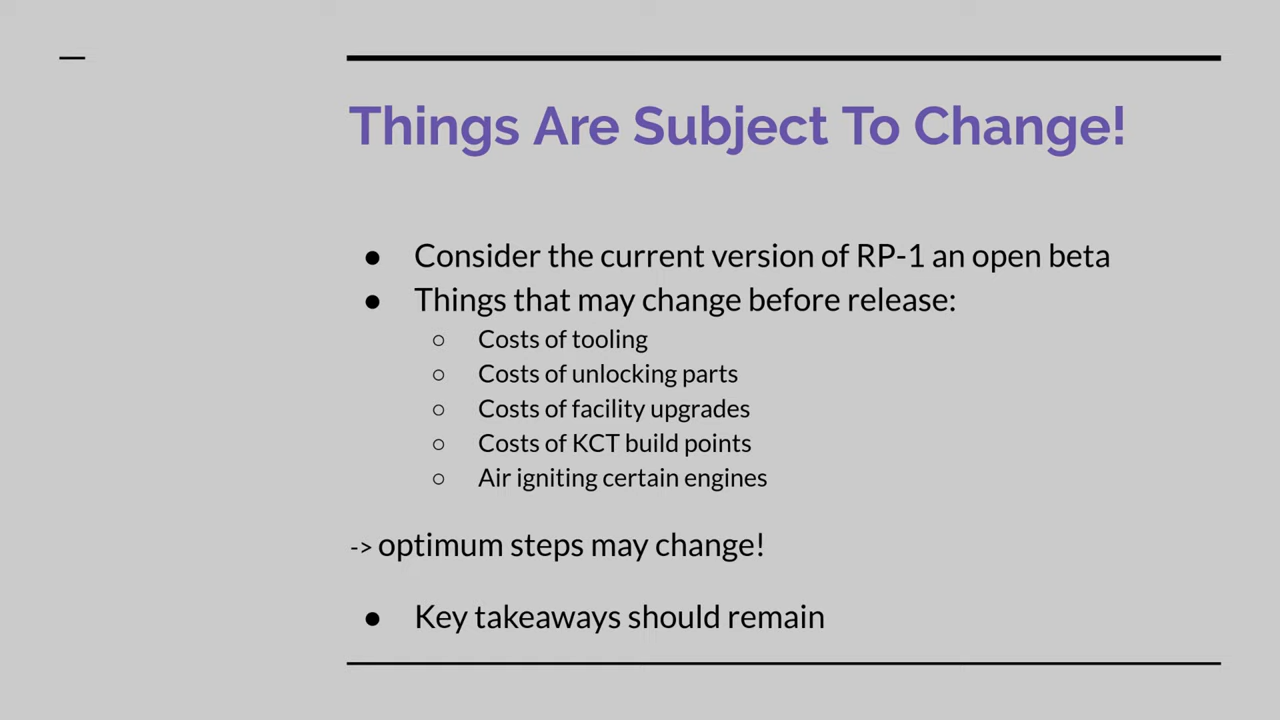 Things Are Subject To Change!
● Consider the current version of RP-1 an open beta
● Things that may change before release:
○ Costs of tooling
○ Costs of unlocking parts
○ Costs of facility upgrades
○ Costs of KCT build points
○ Air igniting certain engines
-> optimum steps may change!
● Key takeaways should remain